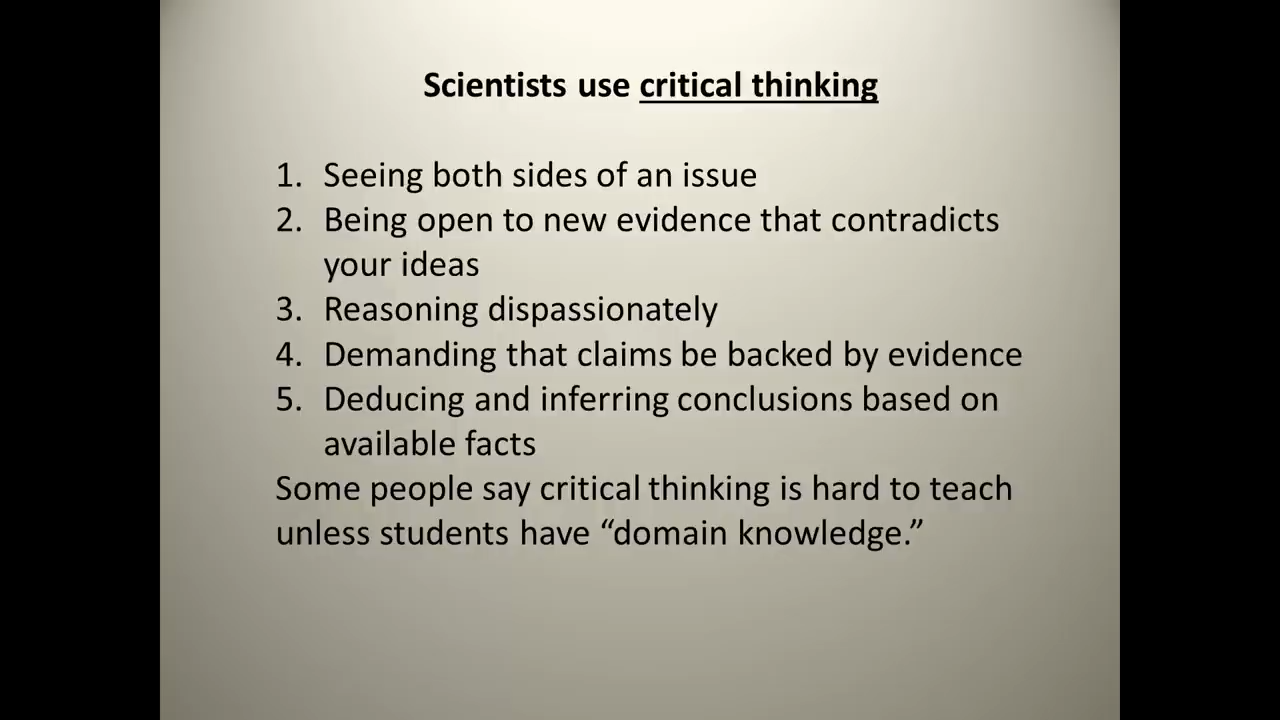 Scientists use critical thinking
1. Seeing both sides of an issue
2. Being open to new evidence that contradicts
your ideas
3. Reasoning dispassionately
4. Demanding that claims be backed by evidence
5. Deducing and inferring conclusions based on
available facts
Some people say critical thinking is hard to teach
unless students have “domain knowledge.”